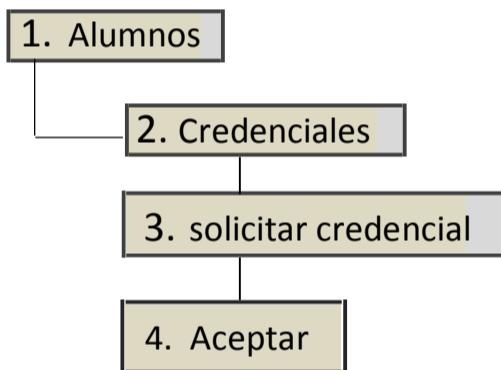 1. Alumnos
2. Credenciales
3. solicitar credencial
4. Aceptar